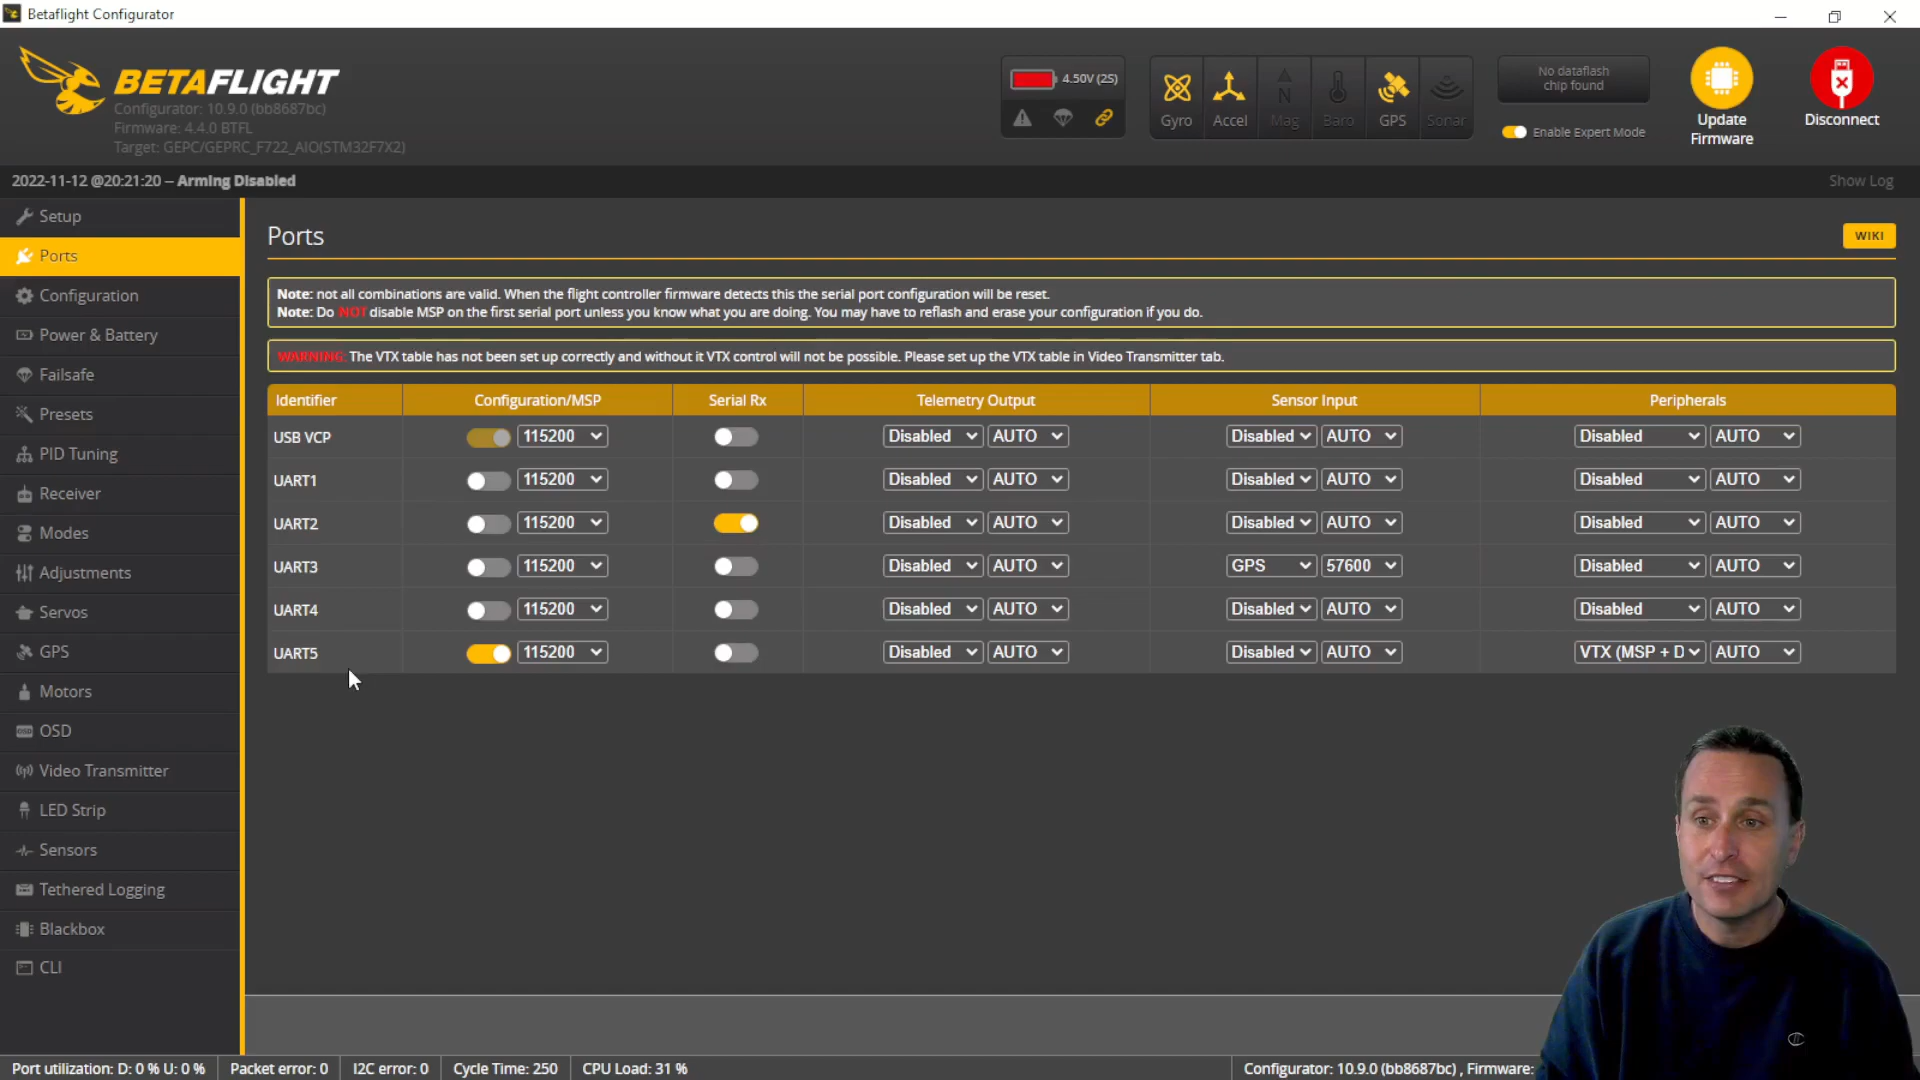 Betaflight Configurator
BETAFLIGHT
Configurator: 10.9.0 (bb8687bc)
Firmware: 4.4.0 BTFL
Target: GEPC/GEPRC_F722_AIO(STM32F7X2)
4.50V (2S)
Gyro Accel Mag Baro GPS Sonar
No dataflash
chip found
Enable Expert Mode
Update
Firmware
Disconnect
2022-11-12 @20:21:20 – Arming Disabled
Show Log
Setup
Ports
Configuration
Power & Battery
Failsafe
Presets
PID Tuning
Receiver
Modes
Adjustments
Servos
GPS
Motors
OSD
Video Transmitter
LED Strip
Sensors
Tethered Logging
Blackbox
CLI
Ports
WIKI
Note: not all combinations are valid. When the flight controller firmware detects this the serial port configuration will be reset.
Note: Do NOT disable MSP on the first serial port unless you know what you are doing. You may have to reflash and erase your configuration if you do.
WARNING: The VTX table has not been set up correctly and without it VTX control will not be possible. Please set up the VTX table in Video Transmitter tab.
Identifier Configuration/MSP Serial Rx Telemetry Output Sensor Input Peripherals
USB VCP 115200 Disabled AUTO Disabled AUTO Disabled AUTO
UART1 115200 Disabled AUTO Disabled AUTO Disabled AUTO
UART2 115200 Disabled AUTO Disabled AUTO Disabled AUTO
UART3 115200 Disabled AUTO GPS 57600 Disabled AUTO
UART4 115200 Disabled AUTO Disabled AUTO Disabled AUTO
UART5 115200 Disabled AUTO Disabled AUTO VTX (MSP + D AUTO
Port utilization: D: 0 % U: 0 % Packet error: 0 I2C error: 0 Cycle Time: 250 CPU Load: 31 %
Configurator: 10.9.0 (bb8687bc) , Firmware: